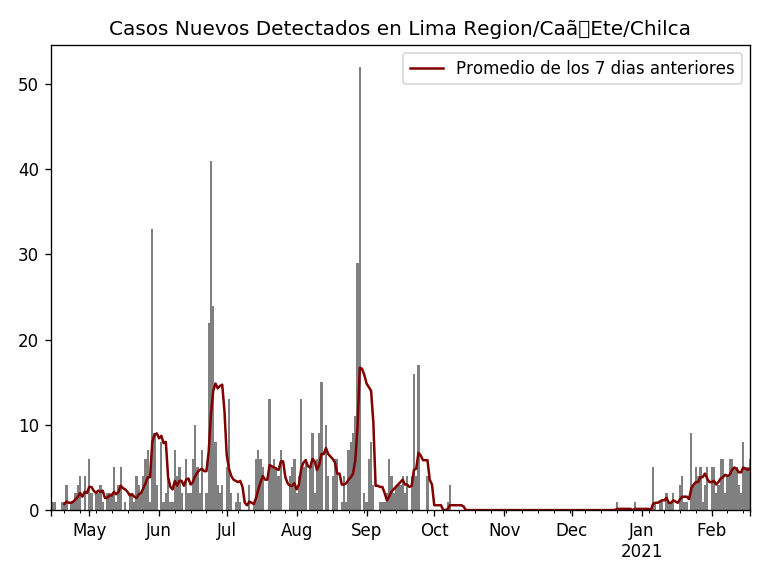 Casos Nuevos Detectados en Lima Region/Caã▯Ete/Chilca
Promedio de los 7 dias anteriores
50
40
30
20
10
0
May Jun Jul Aug Sep Oct Nov Dec Jan Feb
2021